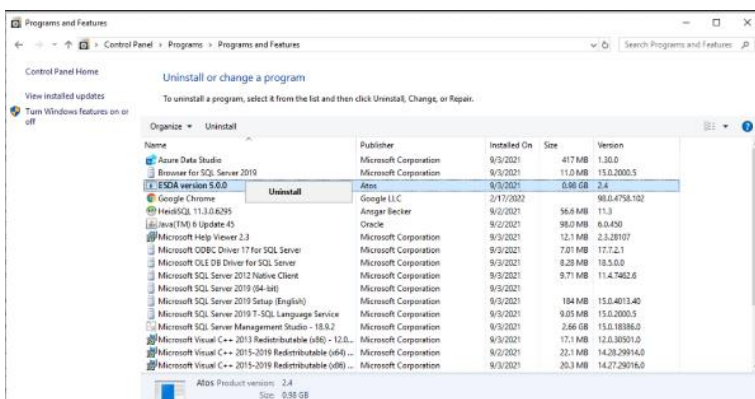 Programs and Features
Control Panel > Programs > Programs and Features
Search Programs and Features
Control Panel Home
View installed updates
Turn Windows features on or
off
Uninstall or change a program
To uninstall a program, select it from the list and then click Uninstall, Change, or Repair.
Organize Uninstall
Name Publisher Installed On Size Version
Azure Data Studio Microsoft Corporation 9/3/2021 417 MB 1.30.0
Browser for SQL Server 2019 Microsoft Corporation 9/3/2021 11.0 MB 15.0.2000.5
ESDA version 5.0.0 Atos 9/3/2021 0.98 GB 2.4
Uninstall
Google Chrome Google LLC 2/17/2022 98.0.4758.102
HeidiSQL 11.3.0.6295 Ansgar Becker 9/2/2021 56.6 MB 11.3
Java(TM) 6 Update 45 Oracle 9/2/2021 98.0 MB 6.0.450
Microsoft Help Viewer 2.3 Microsoft Corporation 9/3/2021 12.1 MB 2.3.28107
Microsoft ODBC Driver 17 for SQL Server Microsoft Corporation 9/3/2021 7.01 MB 17.7.2.1
Microsoft OLE DB Driver for SQL Server Microsoft Corporation 9/3/2021 8.28 MB 18.5.0.0
Microsoft SQL Server 2012 Native Client Microsoft Corporation 9/3/2021 9.71 MB 11.4.7462.6
Microsoft SQL Server 2019 (64-bit) Microsoft Corporation 9/3/2021
Microsoft SQL Server 2019 Setup (English) Microsoft Corporation 9/3/2021 184 MB 15.0.4013.40
Microsoft SQL Server 2019 T-SQL Language Service Microsoft Corporation 9/3/2021 9.05 MB 15.0.2000.5
Microsoft SQL Server Management Studio - 18.9.2 Microsoft Corporation 9/3/2021 2.66 GB 15.0.18386.0
Microsoft Visual C++ 2013 Redistributable (x86) - 12.0... Microsoft Corporation 9/3/2021 17.1 MB 12.0.30501.0
Microsoft Visual C++ 2015-2019 Redistributable (x64) ... Microsoft Corporation 9/2/2021 22.1 MB 14.28.29914.0
Microsoft Visual C++ 2015-2019 Redistributable (x86) ... Microsoft Corporation 9/3/2021 20.3 MB 14.27.29016.0
Atos Product version: 2.4
Size: 0.98 GB